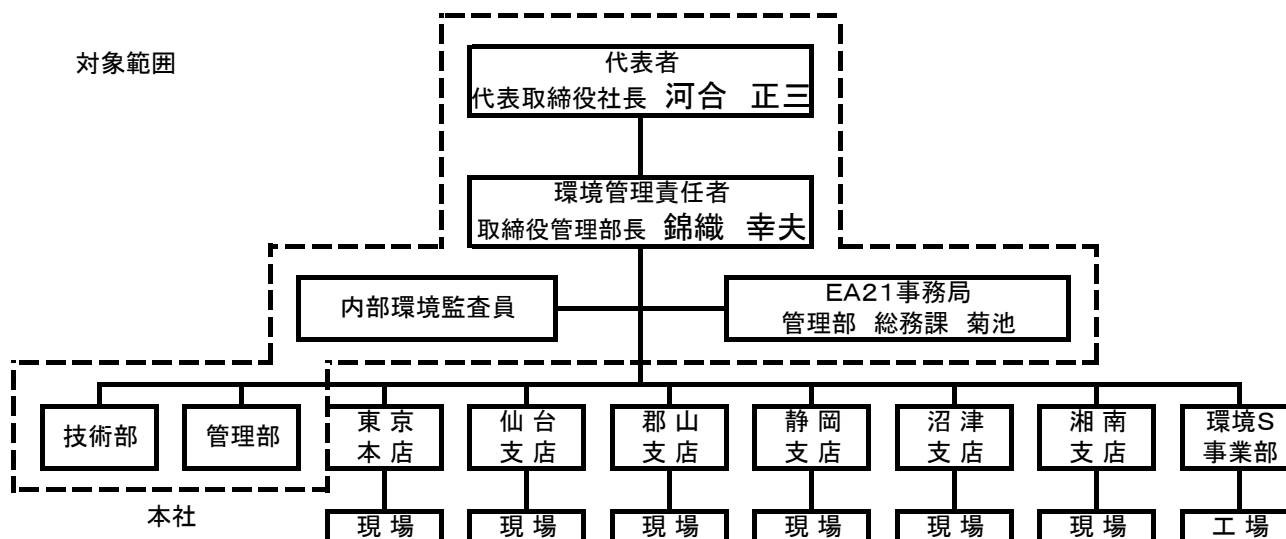 対象範囲
代表者
代表取締役社長 河合 正三
環境管理責任者
取締役管理部長 錦織 幸夫
内部環境監査員
EA21事務局
管理部 総務課 菊池
技術部
管理部
東京
本店
仙台
支店
郡山
支店
静岡
支店
沼津
支店
湘南
支店
環境S
事業部
本社
現場
現場
現場
現場
現場
現場
工場